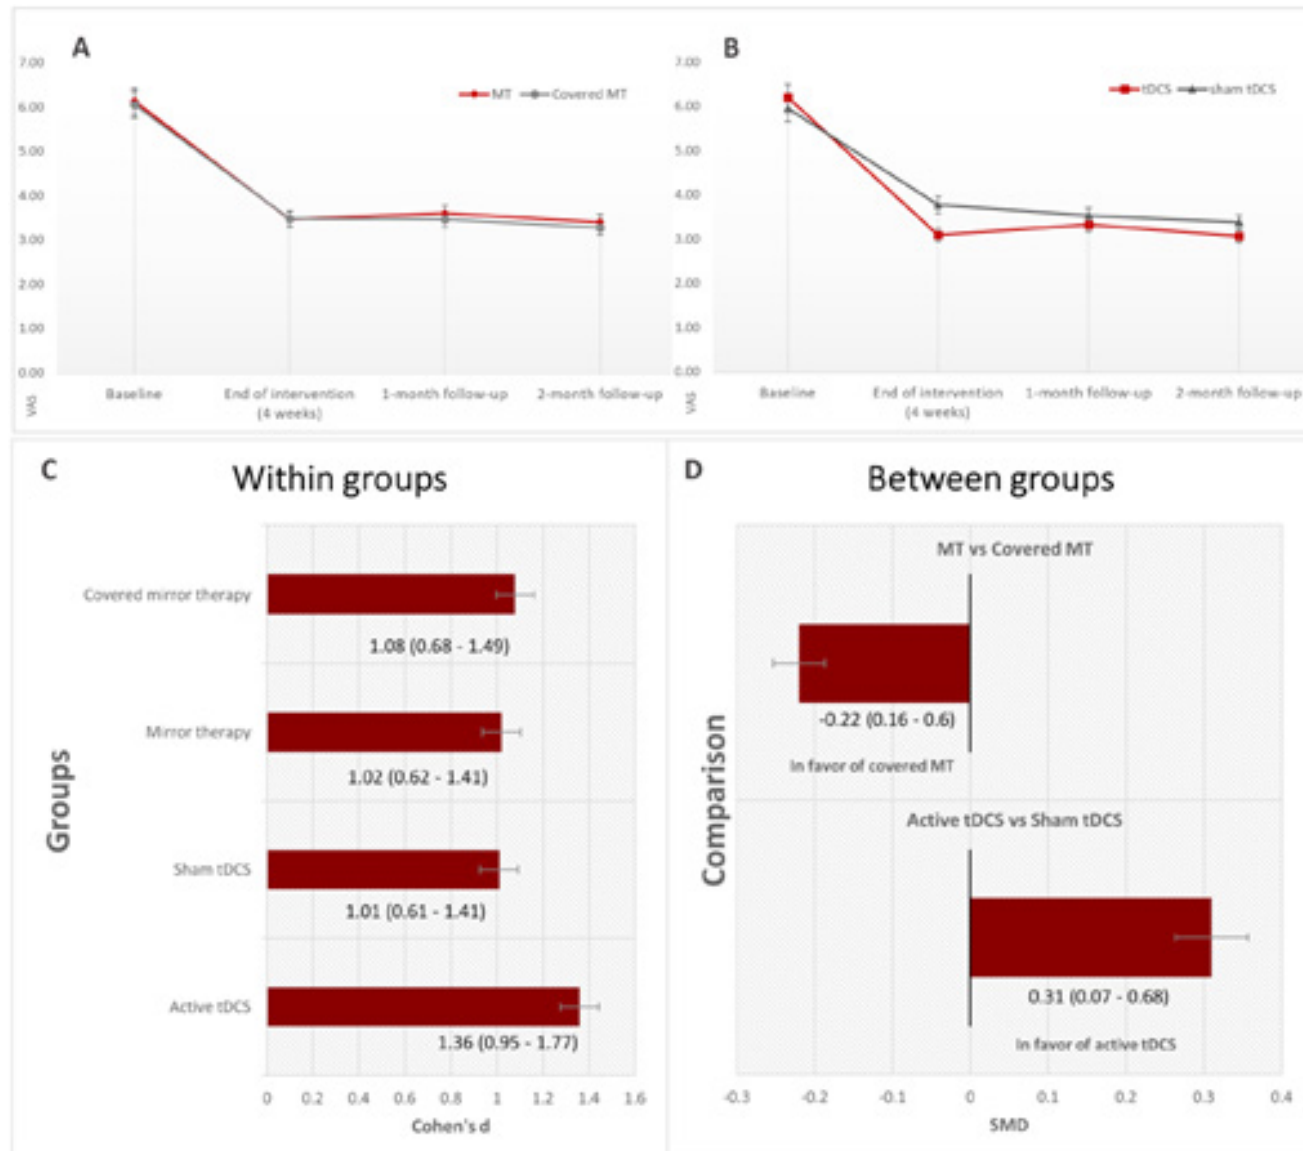 A
7.00
6.00
5.00
4.00
3.00
2.00
1.00
0.00
VAS
MT Covered MT
Baseline
End of intervention
(4 weeks)
1-month follow-up
2-month follow-up
B
7.00
6.00
5.00
4.00
3.00
2.00
1.00
0.00
VAS
tDCS sham tDCS
Baseline
End of intervention
(4 weeks)
1-month follow-up
2-month follow-up
C
Within groups
Groups
Covered mirror therapy
1.08 (0.68 - 1.49)
Mirror therapy
1.02 (0.62 - 1.41)
Sham tDCS
1.01 (0.61 - 1.41)
Active tDCS
1.36 (0.95 - 1.77)
0 0.2 0.4 0.6 0.8 1 1.2 1.4 1.6
Cohen's d
D
Between groups
Comparison
MT vs Covered MT
-0.22 (0.16 - 0.6)
In favor of covered MT
Active tDCS vs Sham tDCS
0.31 (0.07 - 0.68)
In favor of active tDCS
-0.3 -0.2 -0.1 0 0.1 0.2 0.3 0.4
SMD